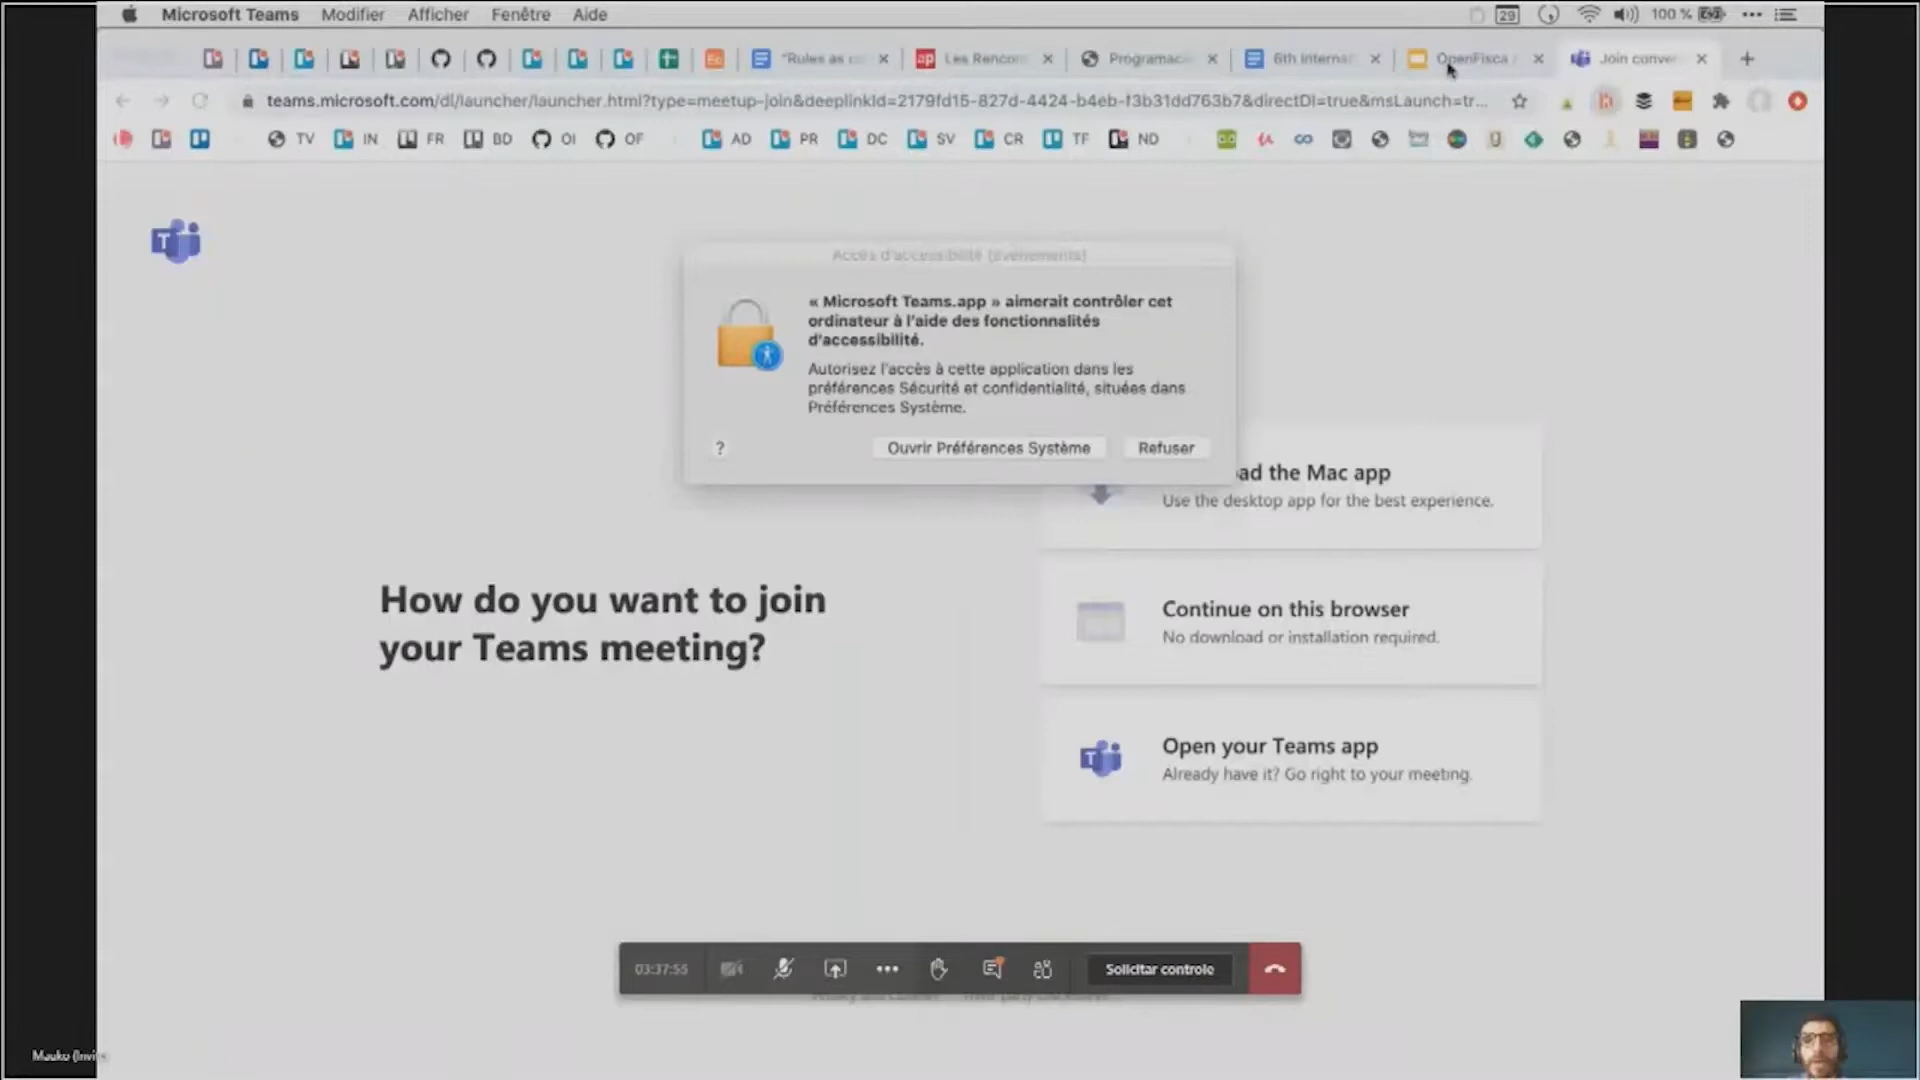 Microsoft Teams Modifier Afficher Fenêtre Aide
29 100 %
"Rules as Les Rencon Programaci 6th Interna OpenFisca Join conve
teams.microsoft.com/dl/launcher/launcher.html?type=meetup-join&deeplinkId=2179fd15-827d-4424-b4eb-f3b31dd763b7&directDl=true&msLaunch=tr...
TV IN FR BD OI OF AD PR DC SV CR TF ND
Accès d'accessibilité (événements)
« Microsoft Teams.app » aimerait contrôler cet
ordinateur à l'aide des fonctionnalités
d'accessibilité.
Autorisez l'accès à cette application dans les
préférences Sécurité et confidentialité, situées dans
Préférences Système.
? Ouvrir Préférences Système Refuser
ad the Mac app
Use the desktop app for the best experience.
How do you want to join
your Teams meeting?
Continue on this browser
No download or installation required.
Open your Teams app
Already have it? Go right to your meeting.
03:37:55 Solicitar controle